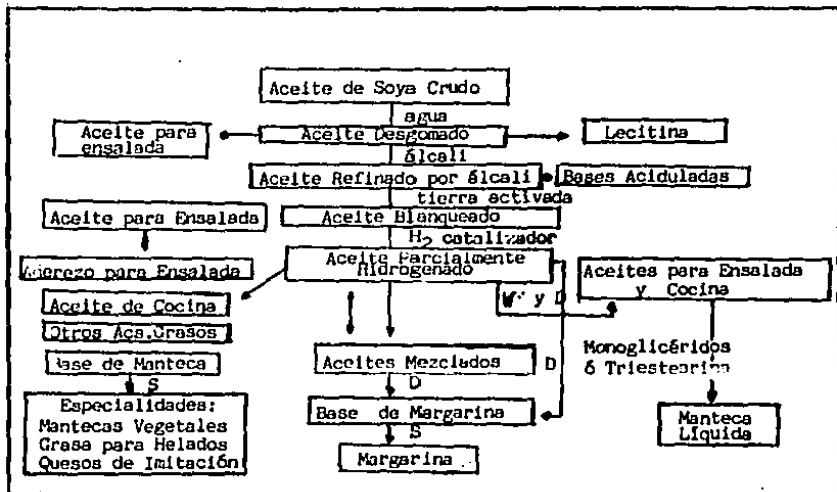 Aceite de Soya Crudo
agua
Aceite para
ensalada
Aceite Desgomado
Lecitina
álcali
Aceite Refinado por álcali
Bases Aciduladas
tierra activada
Aceite para Ensalada
Aceite Blanqueado
H2 catalizador
Aderezo para Ensalada
Aceite Parcialmente
Hidrogenado
Aceites para Ensalada
y Cocina
Aceite de Cocina
y D
Otros Açs.Grasos
Base de Manteca
Aceites Mezclados
D
Monoglicéridos
ó Triestearina
S
D
Especialidades:
Mantecas Vegetales
Grasa para Helados
Quesos de Imitación
Base de Margarina
S
Margarina
Manteca
Líquida